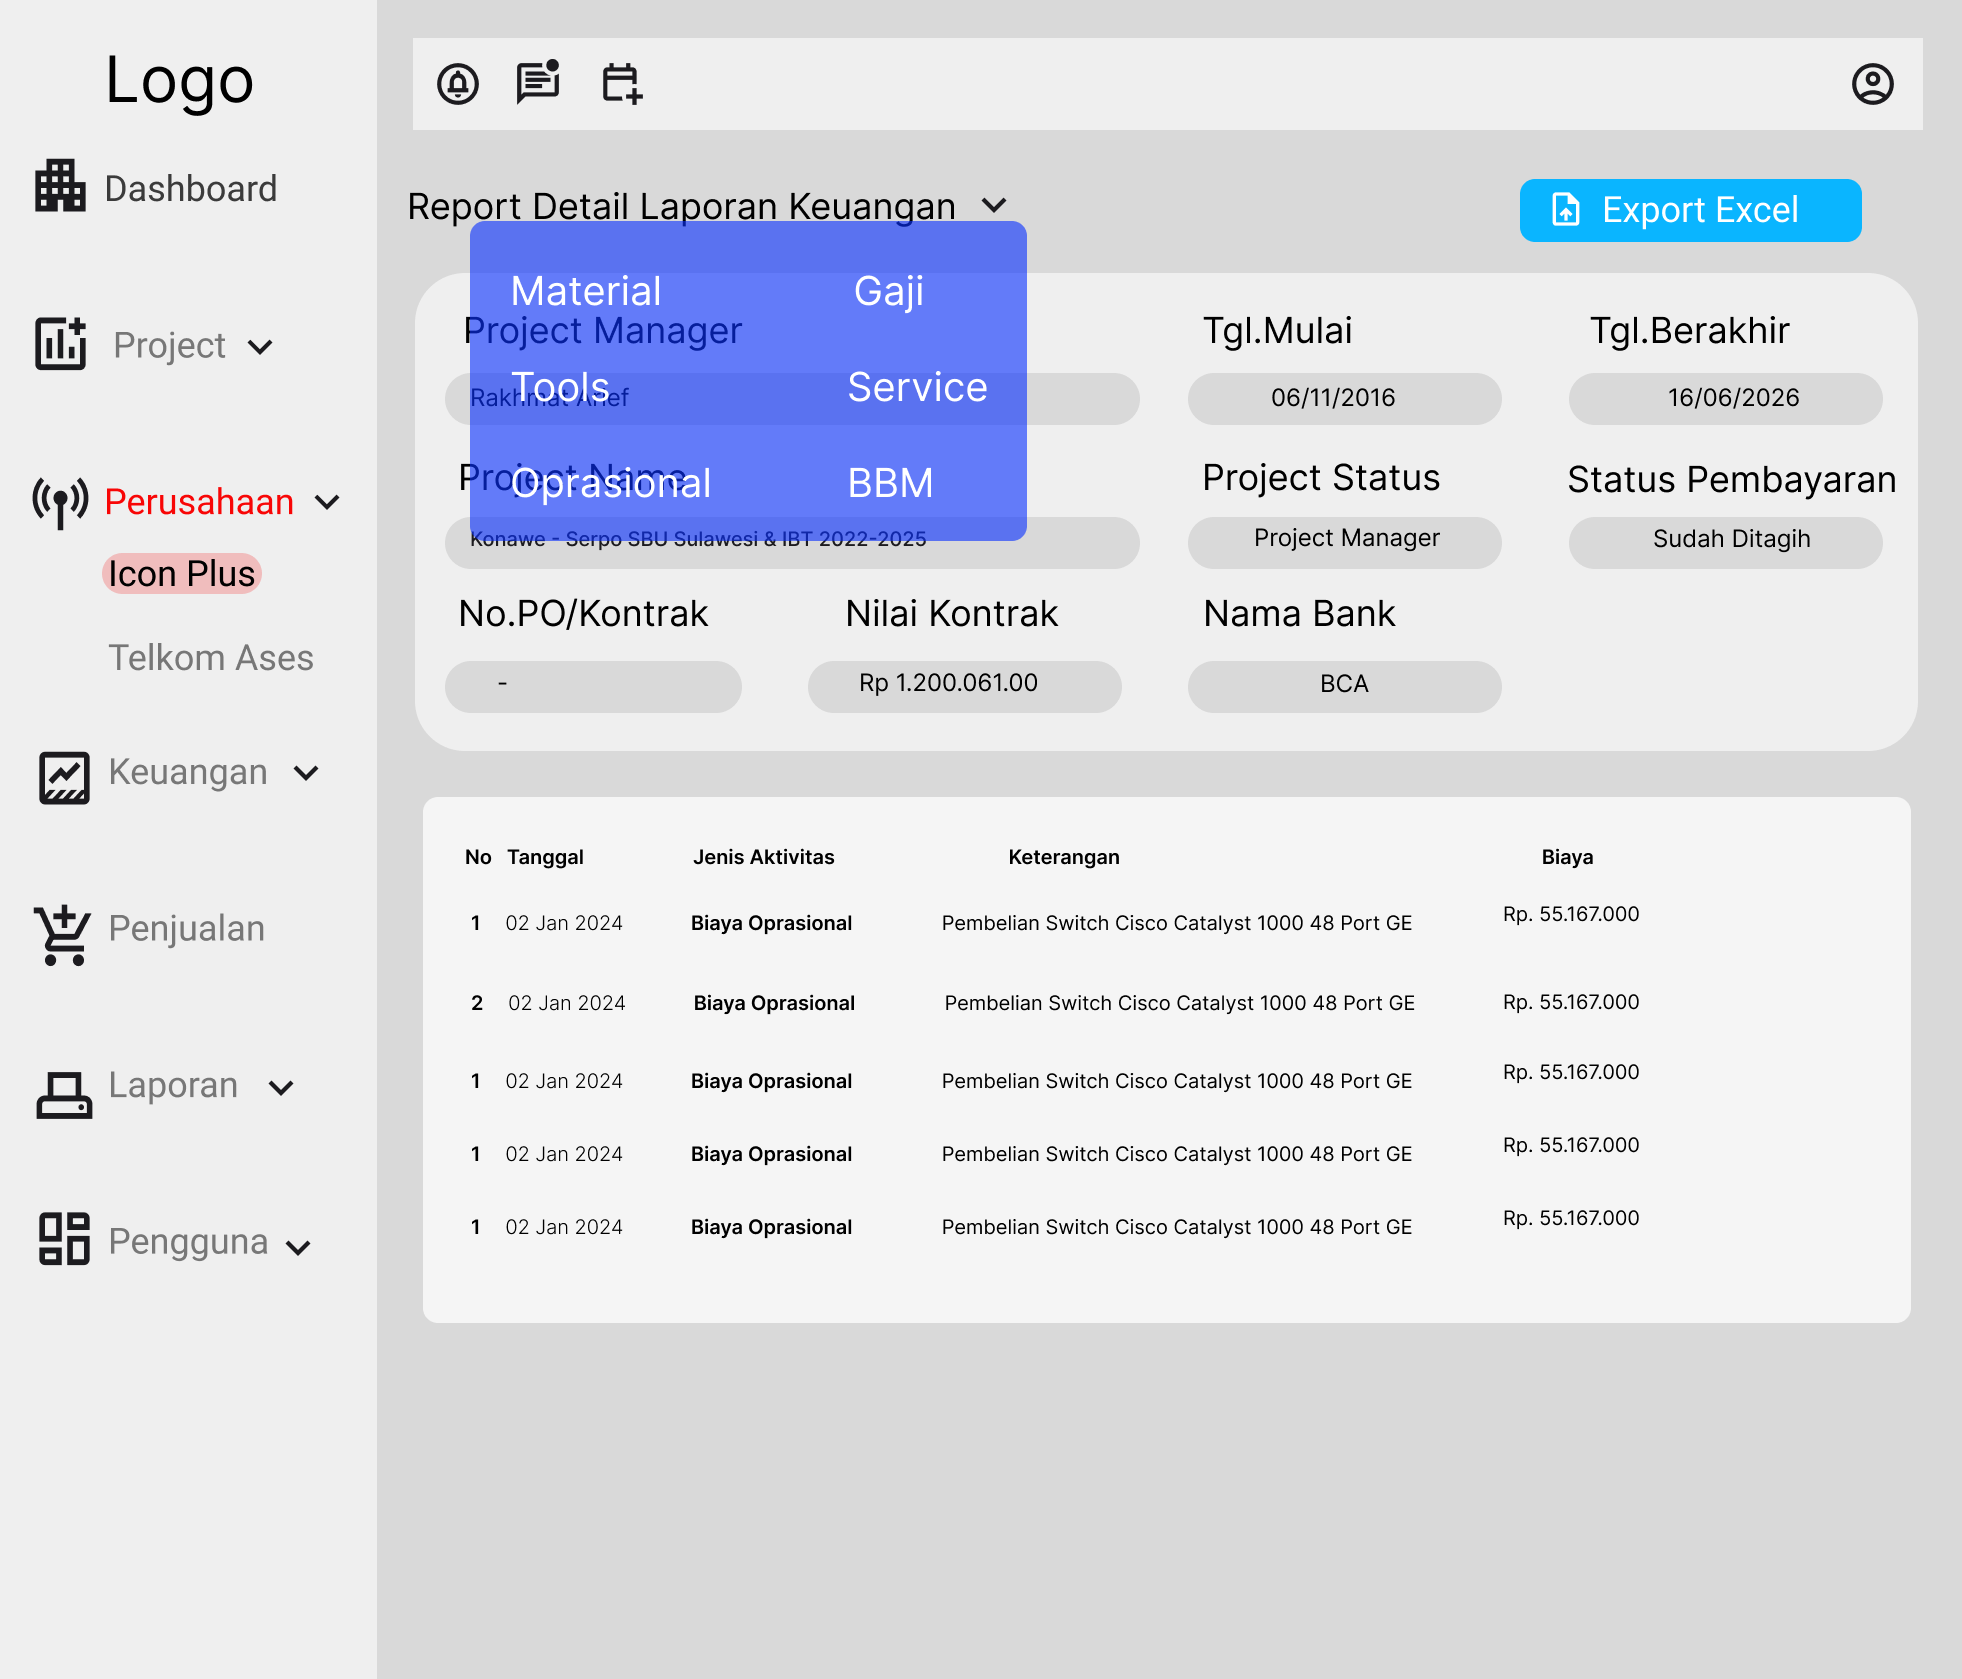 Logo
Dashboard
Project
Perusahaan
Icon Plus
Telkom Ases
Keuangan
Penjualan
Laporan
Pengguna
Report Detail Laporan Keuangan
Export Excel
Material Gaji
Tools Service
Oprasional BBM
Project Manager Tgl.Mulai Tgl.Berakhir
Rakhmat Arief 06/11/2016 16/06/2026
Project Name Project Status Status Pembayaran
Konawe - Serpo SBU Sulawesi & IBT 2022-2025 Project Manager Sudah Ditagih
No.PO/Kontrak Nilai Kontrak Nama Bank
- Rp 1.200.061.00 BCA
No Tanggal Jenis Aktivitas Keterangan Biaya
1 02 Jan 2024 Biaya Oprasional Pembelian Switch Cisco Catalyst 1000 48 Port GE Rp. 55.167.000
2 02 Jan 2024 Biaya Oprasional Pembelian Switch Cisco Catalyst 1000 48 Port GE Rp. 55.167.000
1 02 Jan 2024 Biaya Oprasional Pembelian Switch Cisco Catalyst 1000 48 Port GE Rp. 55.167.000
1 02 Jan 2024 Biaya Oprasional Pembelian Switch Cisco Catalyst 1000 48 Port GE Rp. 55.167.000
1 02 Jan 2024 Biaya Oprasional Pembelian Switch Cisco Catalyst 1000 48 Port GE Rp. 55.167.000